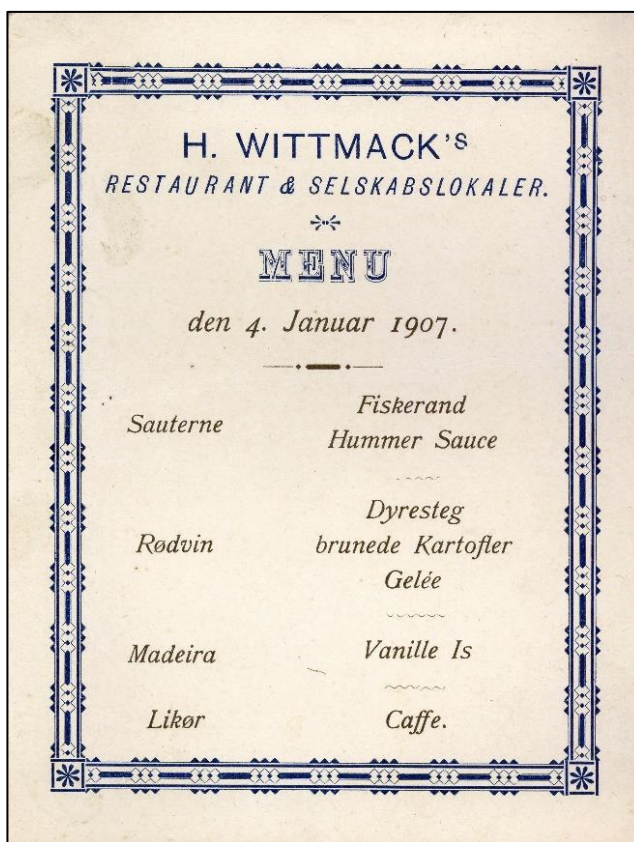 H. WITTMACK's
RESTAURANT & SELSKABSLOKALER.
MENU
den 4. Januar 1907.
Sauterne
Fiskerand
Hummer Sauce
Rødvin
Dyresteg
brunede Kartofler
Gelée
Madeira
Vanille Is
Likør
Caffe.